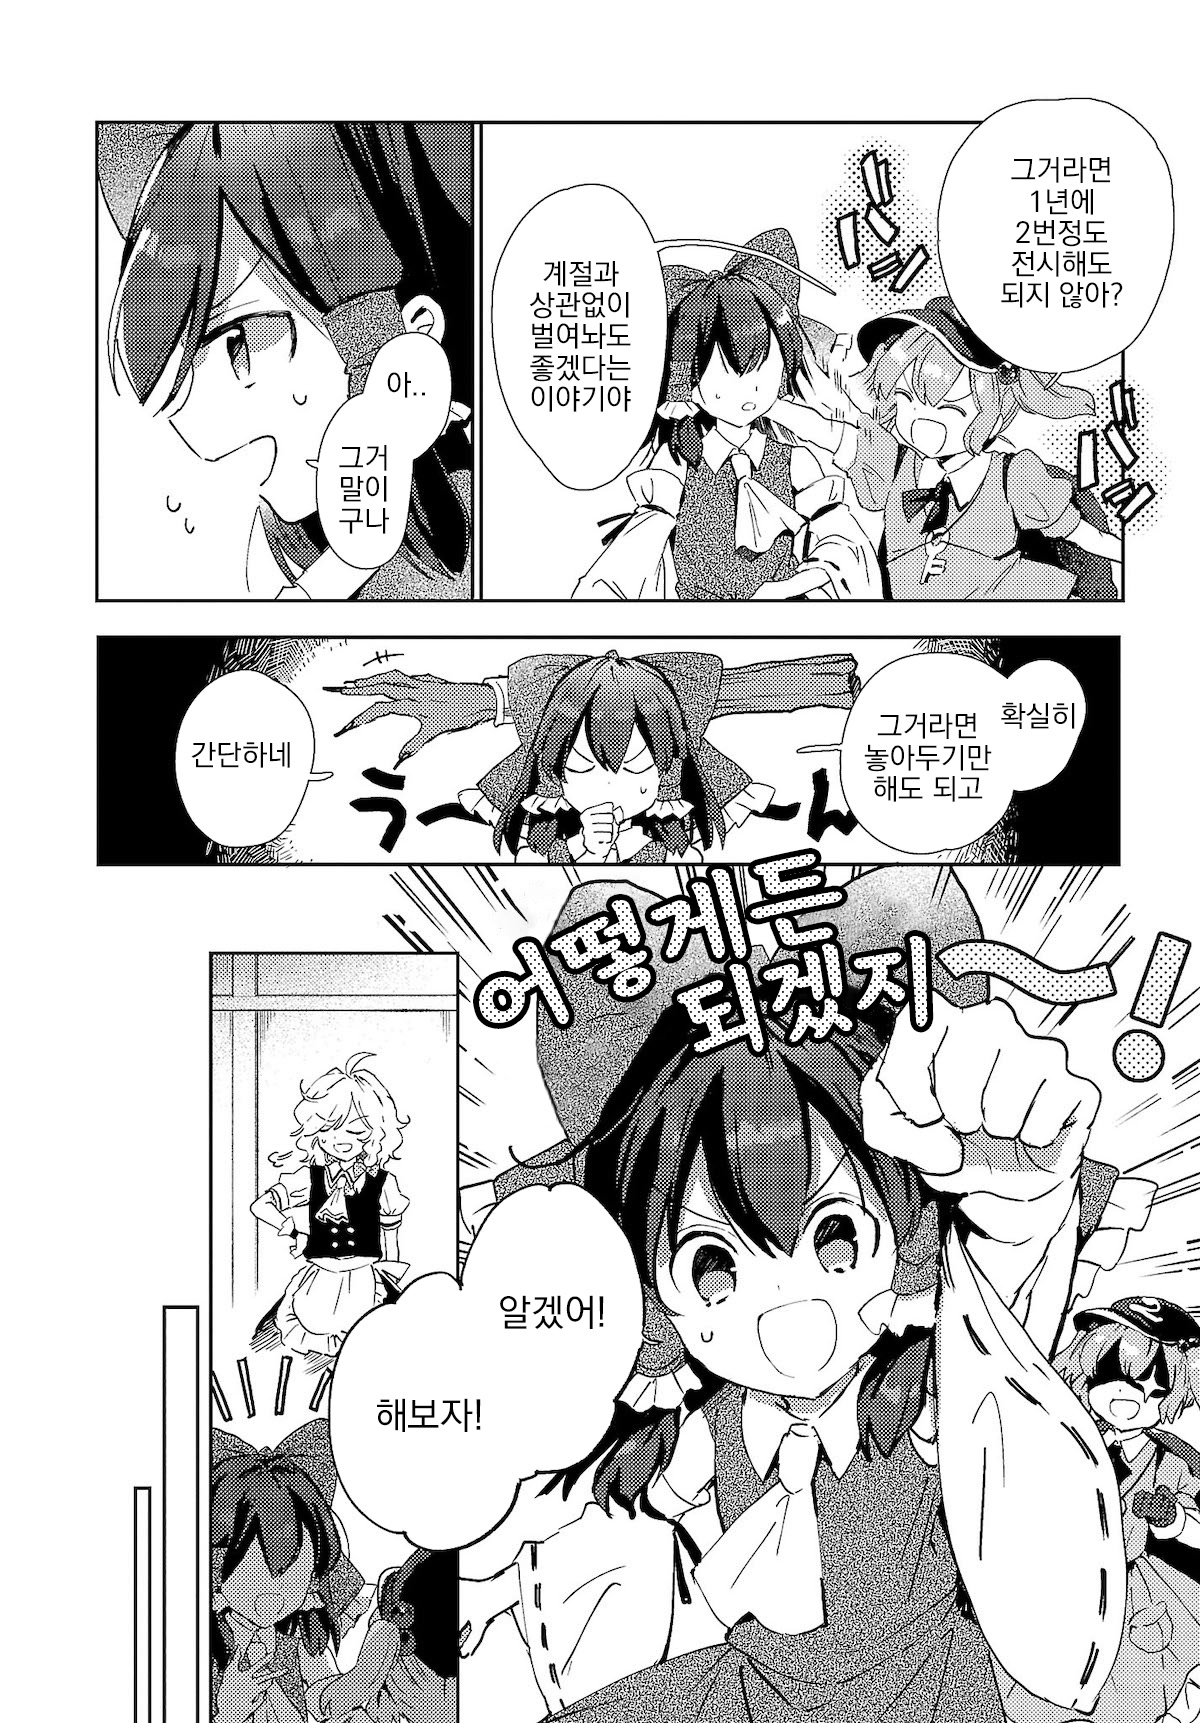 그거라면
1년에
2번정도
전시해도
되지 않아?
계절과
상관없이
벌여놔도
좋겠다는
이야기야
아..
그거
말이
구나
확실히
그거라면
놓아두기만
해도 되고
간단하네
う〜
〜ん
어떻게든
되겠지〜!
알겠어!
해보자!